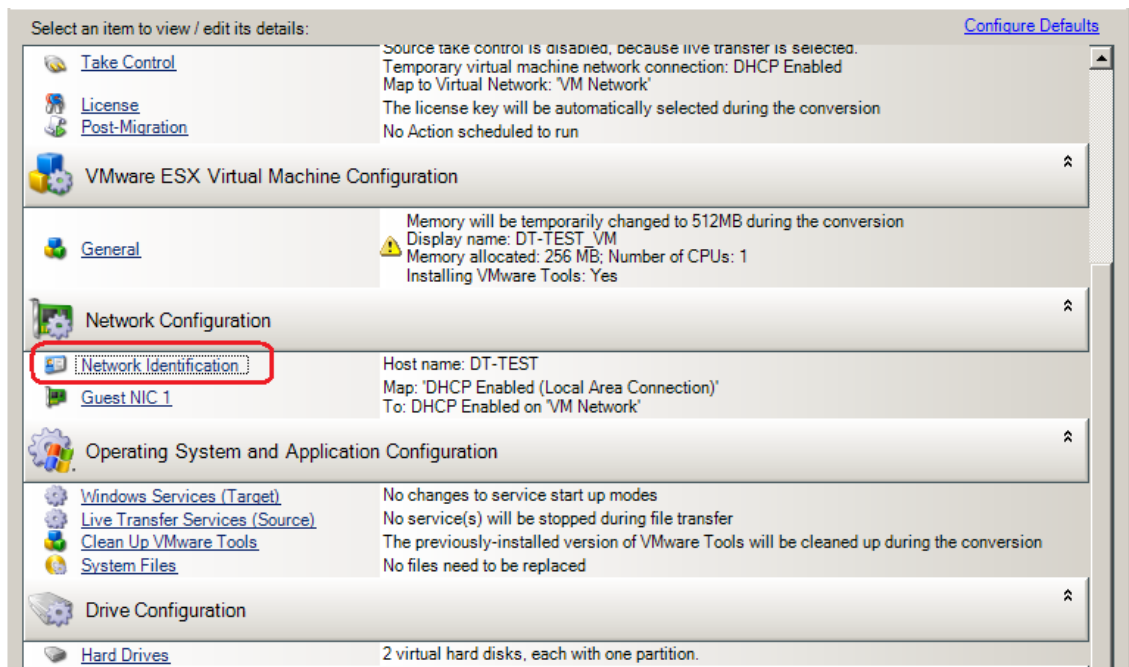 Select an item to view / edit its details:
Configure Defaults
Source take control is disabled, because live transfer is selected.
Take Control
Temporary virtual machine network connection: DHCP Enabled
Map to Virtual Network: 'VM Network'
License
The license key will be automatically selected during the conversion
Post-Migration
No Action scheduled to run
VMware ESX Virtual Machine Configuration
Memory will be temporarily changed to 512MB during the conversion
General
Display name: DT-TEST_VM
Memory allocated: 256 MB; Number of CPUs: 1
Installing VMware Tools: Yes
Network Configuration
Network Identification
Host name: DT-TEST
Guest NIC 1
Map: 'DHCP Enabled (Local Area Connection)'
To: DHCP Enabled on 'VM Network'
Operating System and Application Configuration
Windows Services (Target)
No changes to service start up modes
Live Transfer Services (Source)
No service(s) will be stopped during file transfer
Clean Up VMware Tools
The previously-installed version of VMware Tools will be cleaned up during the conversion
System Files
No files need to be replaced
Drive Configuration
Hard Drives
2 virtual hard disks, each with one partition.